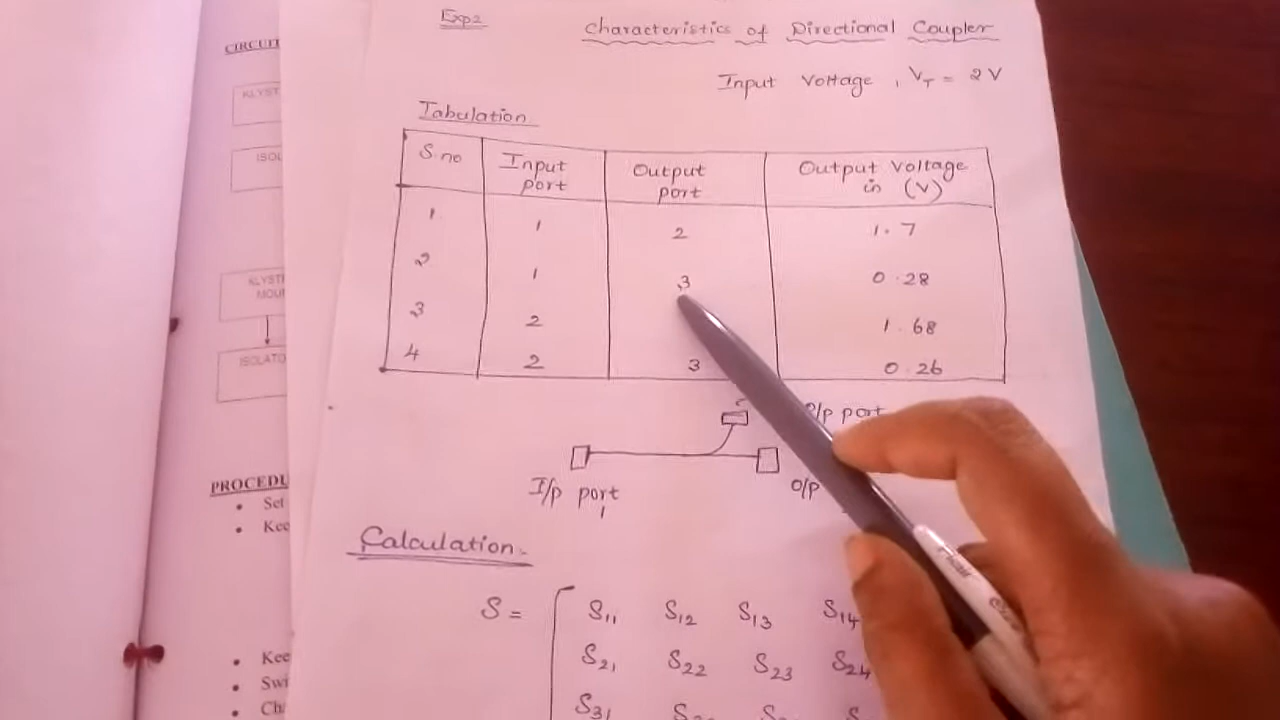 Exp2
Characteristics of Directional Coupler
Input Voltage, V_T = 2 V
Tabulation
S.no Input port Output port Output Voltage in (V)
1 1 2 1.7
2 1 3 0.28
3 2 1.68
4 2 3 0.26
O/p port
I/p port 1
O/p
Calculation:-
S = S11 S12 S13 S14
S21 S22 S23 S24
S31
CIRCUIT
KLYST
ISOL
KLYST
MOU
ISOLATO
PROCEDU
• Set
• Kee
• Kee
• Swi
• Ch